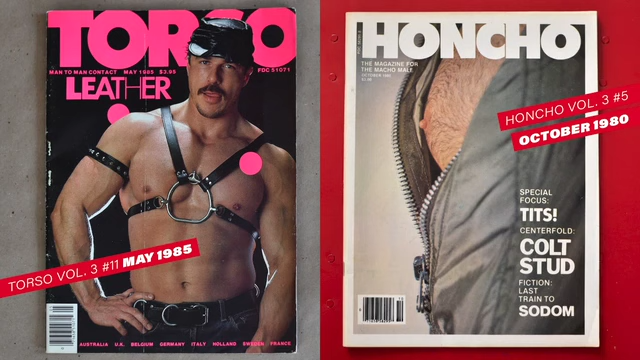 TORSO
MAN TO MAN CONTACT MAY 1985 $3.95
PDC 51071
LEATHER
TORSO VOL. 3 #11 MAY 1985
AUSTRALIA U.K. BELGIUM GERMANY ITALY HOLLAND SWEDEN FRANCE
HONCHO
THE MAGAZINE FOR
THE MACHO MALE
OCTOBER 1980
HONCHO VOL. 3 #5
OCTOBER 1980
SPECIAL
FOCUS:
TITS!
CENTERFOLD:
COLT
STUD
FICTION:
LAST
TRAIN TO
SODOM